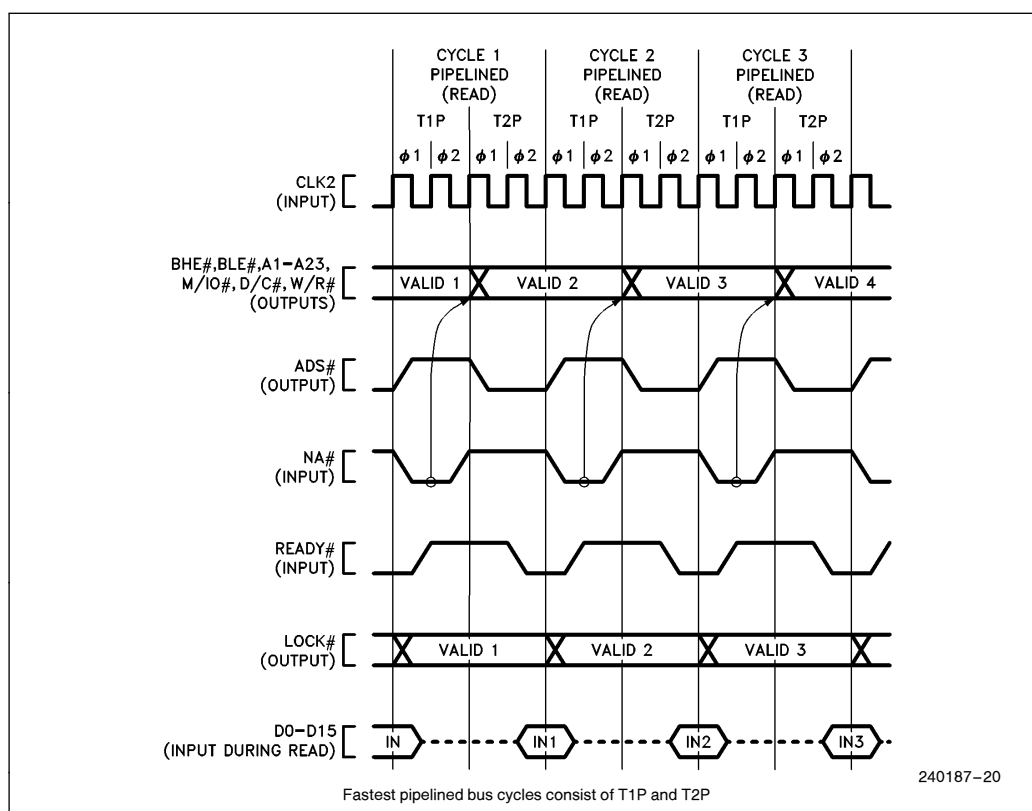 CYCLE 1 CYCLE 2 CYCLE 3
PIPELINED PIPELINED PIPELINED
(READ) (READ) (READ)
T1P T2P T1P T2P T1P T2P
ϕ1 ϕ2 ϕ1 ϕ2 ϕ1 ϕ2 ϕ1 ϕ2 ϕ1 ϕ2 ϕ1 ϕ2
CLK2
(INPUT)
BHE#,BLE#,A1–A23,
M/IO#,D/C#,W/R#
(OUTPUTS)
VALID 1 VALID 2 VALID 3 VALID 4
ADS#
(OUTPUT)
NA#
(INPUT)
READY#
(INPUT)
LOCK#
(OUTPUT)
VALID 1 VALID 2 VALID 3
D0–D15
(INPUT DURING READ)
IN IN1 IN2 IN3
240187–20
Fastest pipelined bus cycles consist of T1P and T2P